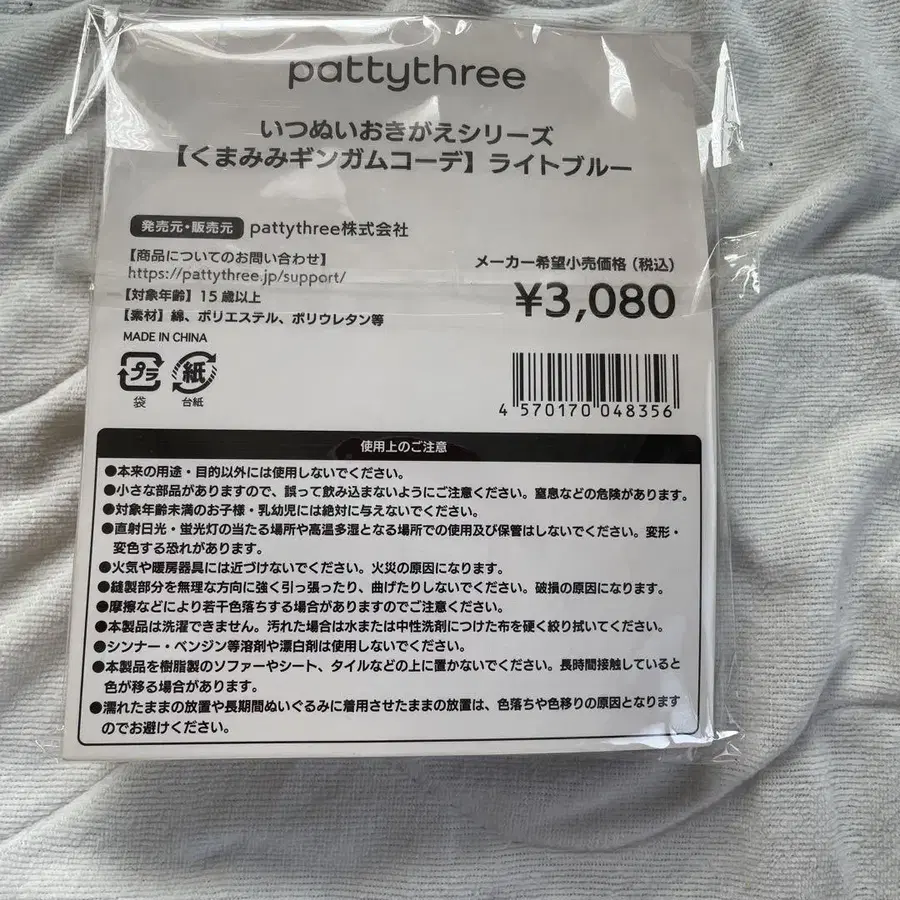 pattythree
いつぬいおきがえシリーズ
【くまみみギンガムコーデ】ライトブルー
発売元・販売元 pattythree株式会社
【商品についてのお問い合わせ】
https://pattythree.jp/support/
【対象年齢】15歳以上
【素材】綿、ポリエステル、ポリウレタン等
MADE IN CHINA
メーカー希望小売価格（税込）
¥3,080
プラ 紙
袋 台紙
4 570170 048356
使用上のご注意
●本来の用途・目的以外には使用しないでください。
●小さな部品がありますので、誤って飲み込まないようにご注意ください。窒息などの危険があります。
●対象年齢未満のお子様・乳幼児には絶対に与えないでください。
●直射日光・蛍光灯の当たる場所や高温多湿となる場所での使用及び保管はしないでください。変形・
変色する恐れがあります。
●火気や暖房器具には近づけないでください。火災の原因になります。
●縫製部分を無理な方向に強く引っ張ったり、曲げたりしないでください。破損の原因になります。
●摩擦などにより若干色落ちする場合がありますのでご注意ください。
●本製品は洗濯できません。汚れた場合は水または中性洗剤につけた布を硬く絞り拭いてください。
●シンナー・ベンジン等溶剤や漂白剤は使用しないでください。
●本製品を樹脂製のソファーやシート、タイルなどの上に置かないでください。長時間接触していると
色が移る場合があります。
●濡れたままの放置や長期間ぬいぐるみに着用させたままの放置は、色落ちや色移りの原因となります
のでお避けください。